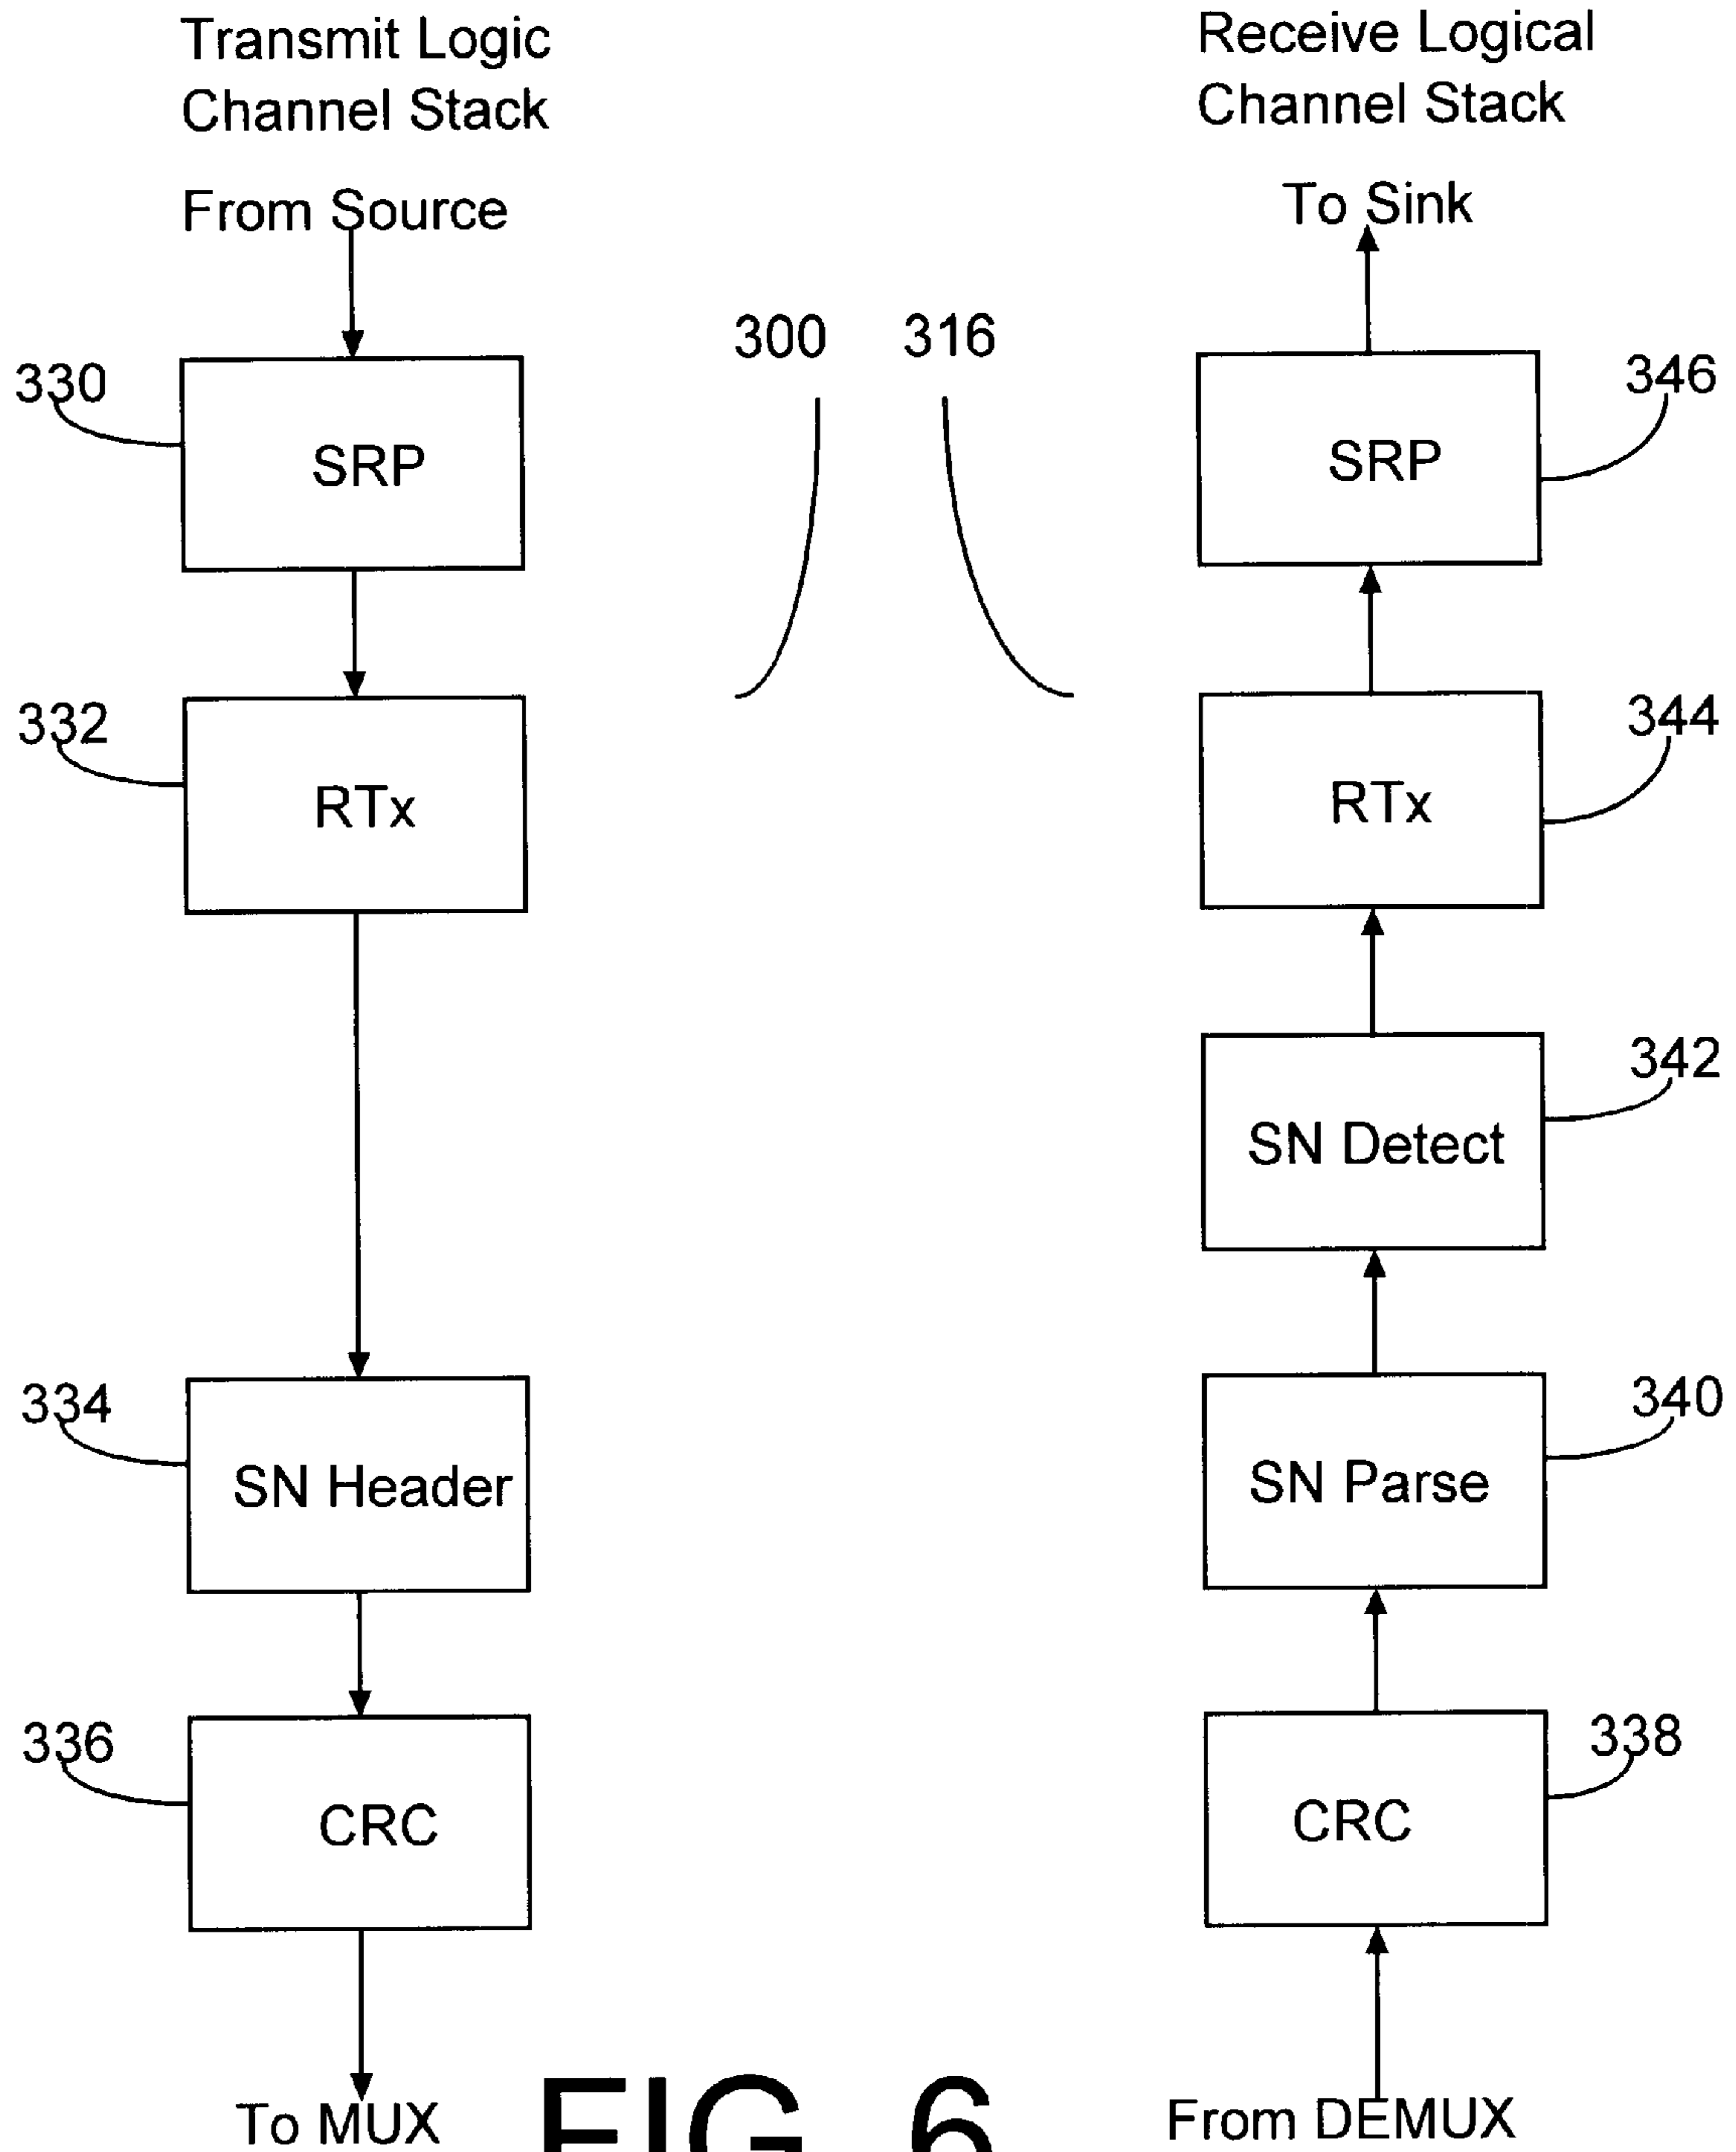 Transmit Logic
Channel Stack
From Source
330
SRP
332
RTx
334
SN Header
336
CRC
To MUX
300
316
Receive Logical
Channel Stack
To Sink
346
SRP
344
RTx
342
SN Detect
340
SN Parse
338
CRC
From DEMUX
FIG. 6